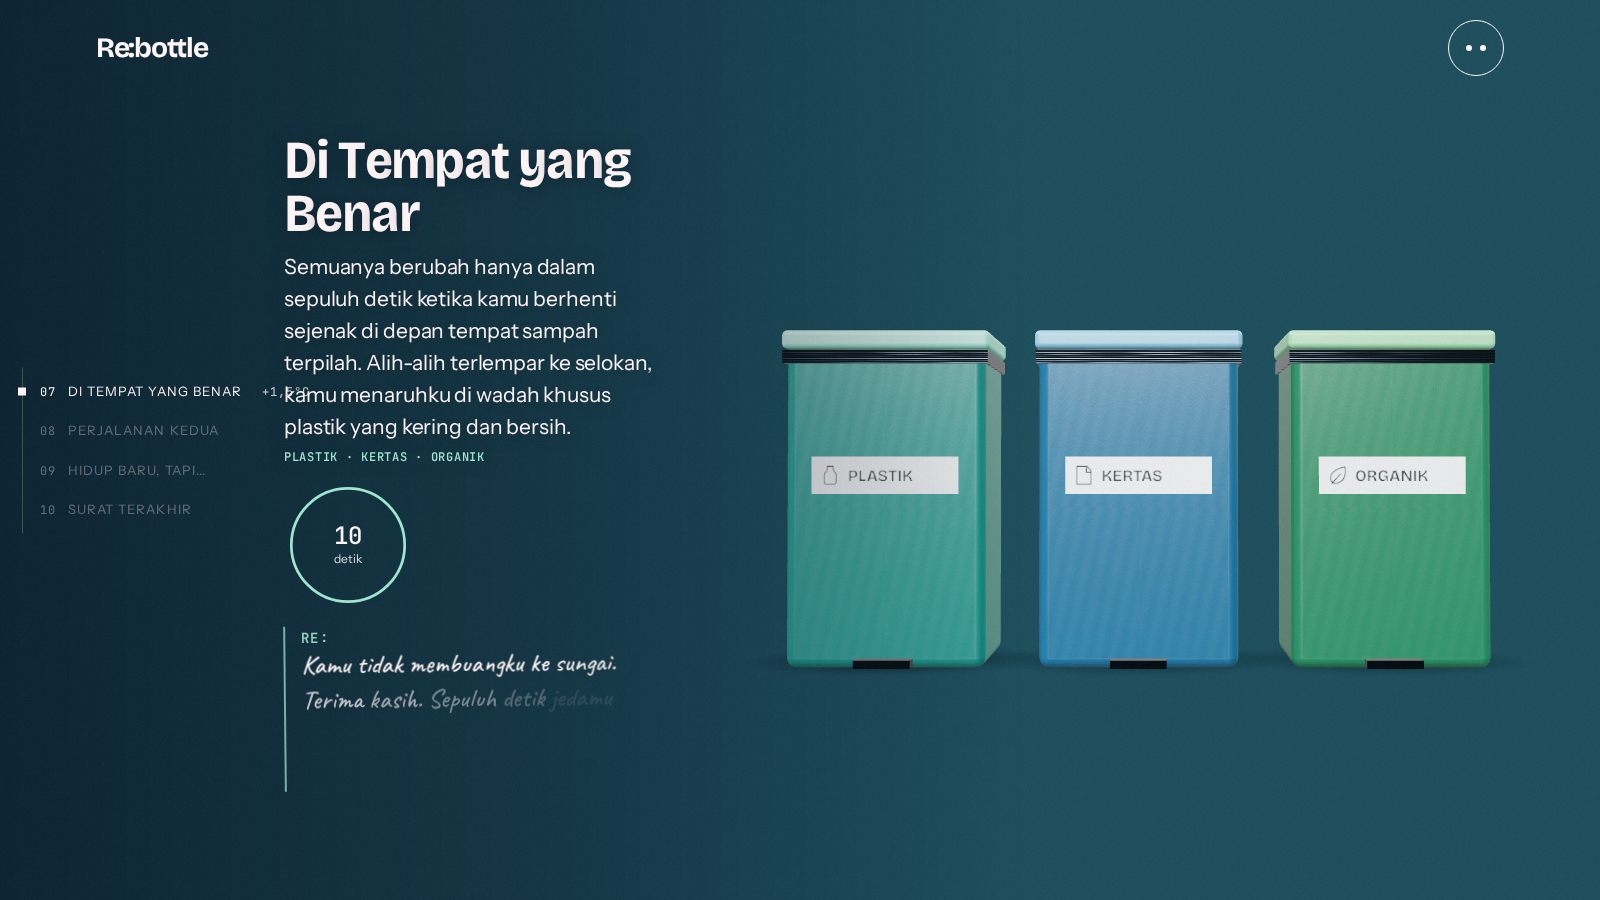 Re:bottle
Di Tempat yang
Benar
Semuanya berubah hanya dalam
sepuluh detik ketika kamu berhenti
sejenak di depan tempat sampah
terpilah. Alih-alih terlempar ke selokan,
kamu menaruhku di wadah khusus
plastik yang kering dan bersih.
PLASTIK · KERTAS · ORGANIK
10
detik
RE:
Kamu tidak membuangku ke sungai.
Terima kasih. Sepuluh detik jedamu
07 DI TEMPAT YANG BENAR
08 PERJALANAN KEDUA
09 HIDUP BARU, TAPI...
10 SURAT TERAKHIR
PLASTIK
KERTAS
ORGANIK